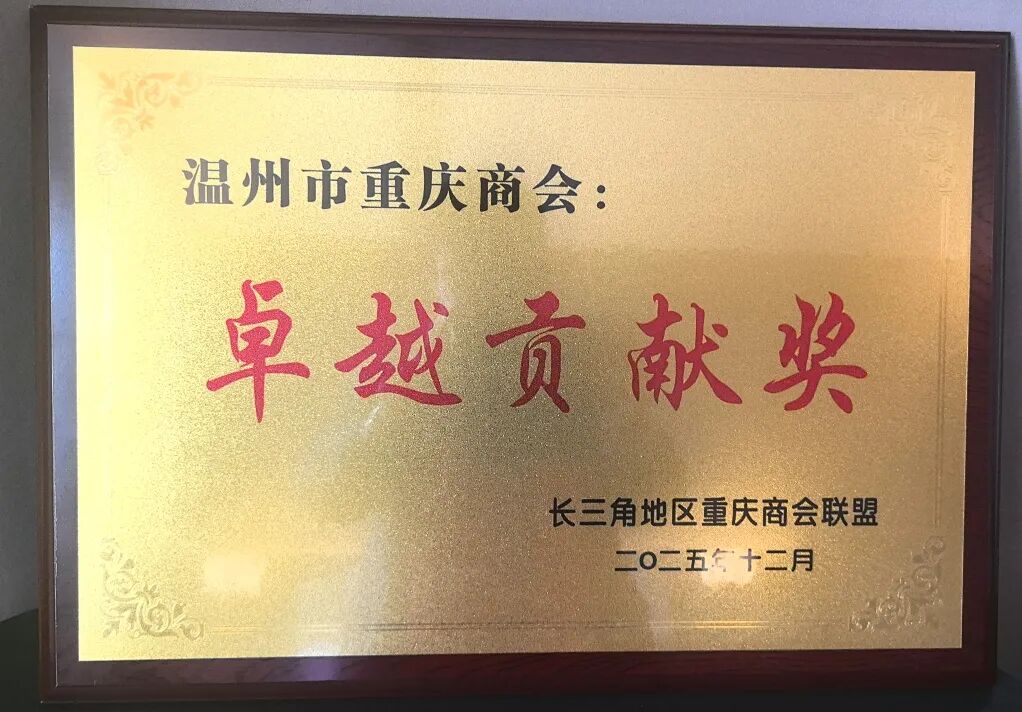 温州市重庆商会：
卓越贡献奖
长三角地区重庆商会联盟
二〇二五年十二月